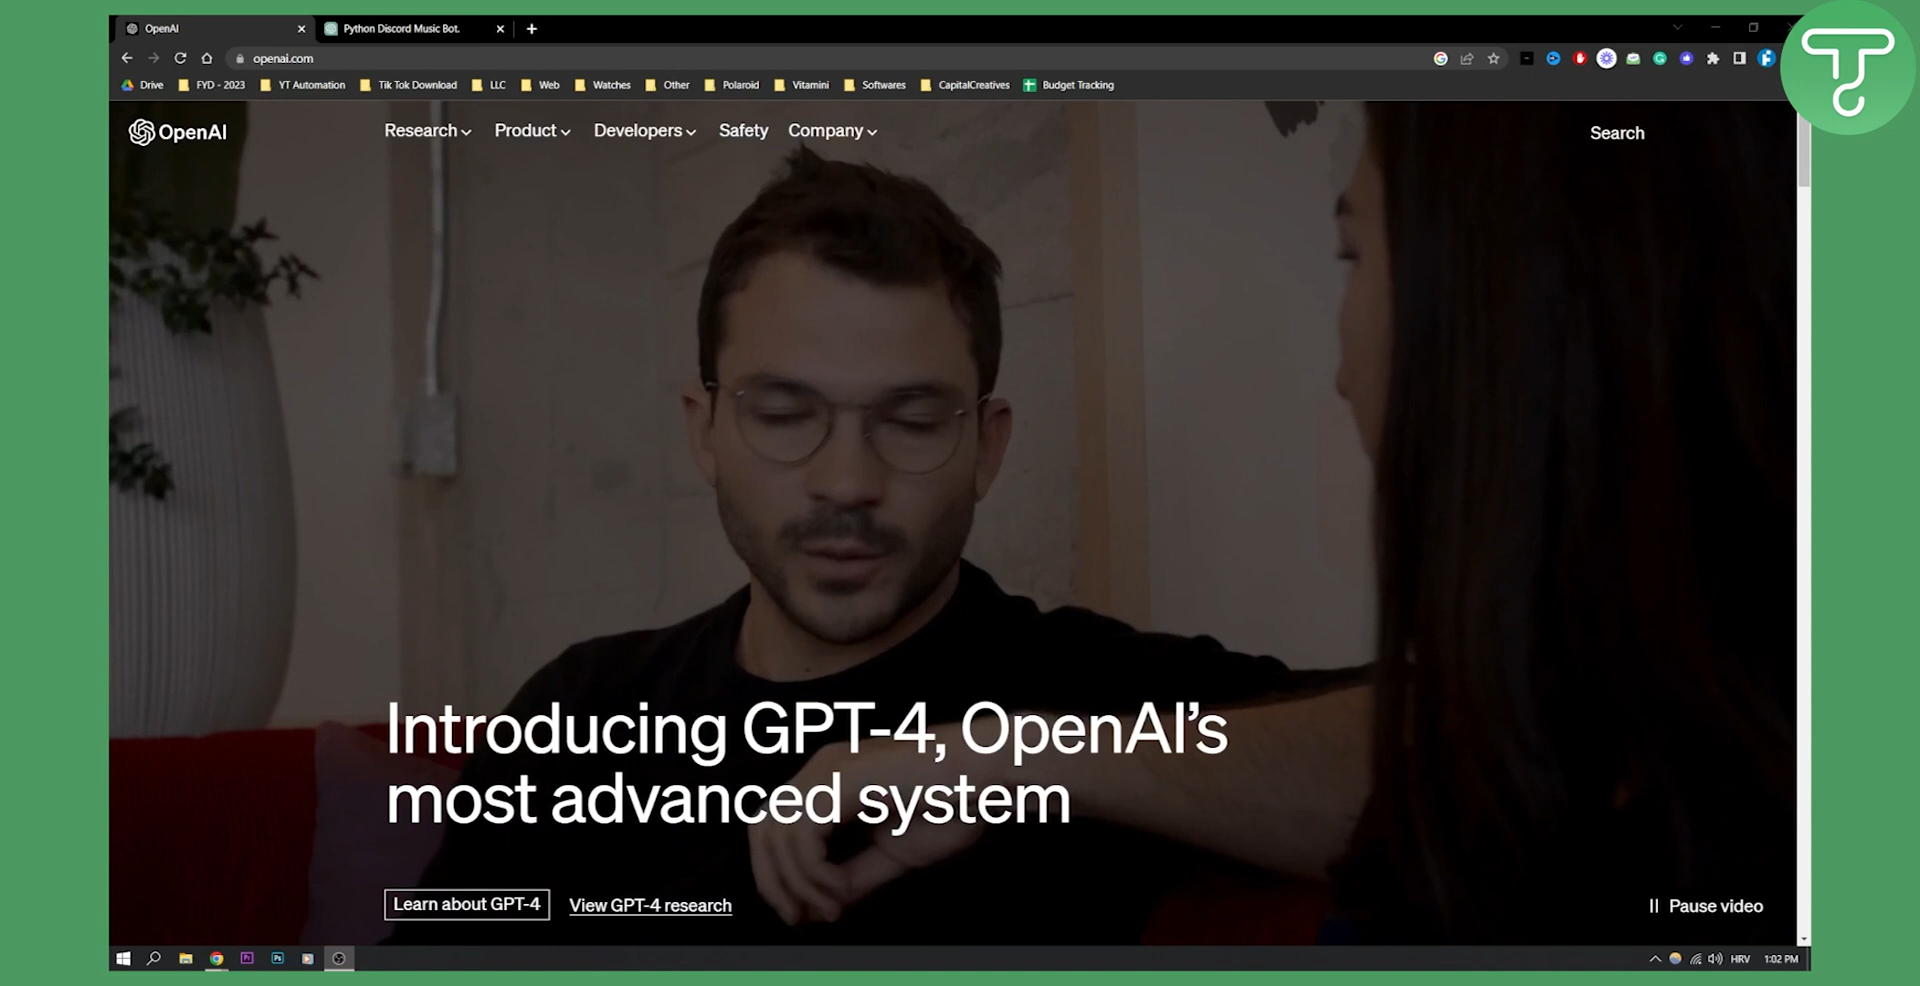 OpenAI
Python Discord Music Bot.
openai.com
Drive
FYD - 2023
YT Automation
Tik Tok Download
LLC
Web
Watches
Other
Polaroid
Vitamini
Softwares
CapitalCreatives
Budget Tracking
OpenAI
Research
Product
Developers
Safety
Company
Search
Introducing GPT-4, OpenAI's
most advanced system
Learn about GPT-4
View GPT-4 research
Pause video
Pr
Ps
HRV
1:02 PM